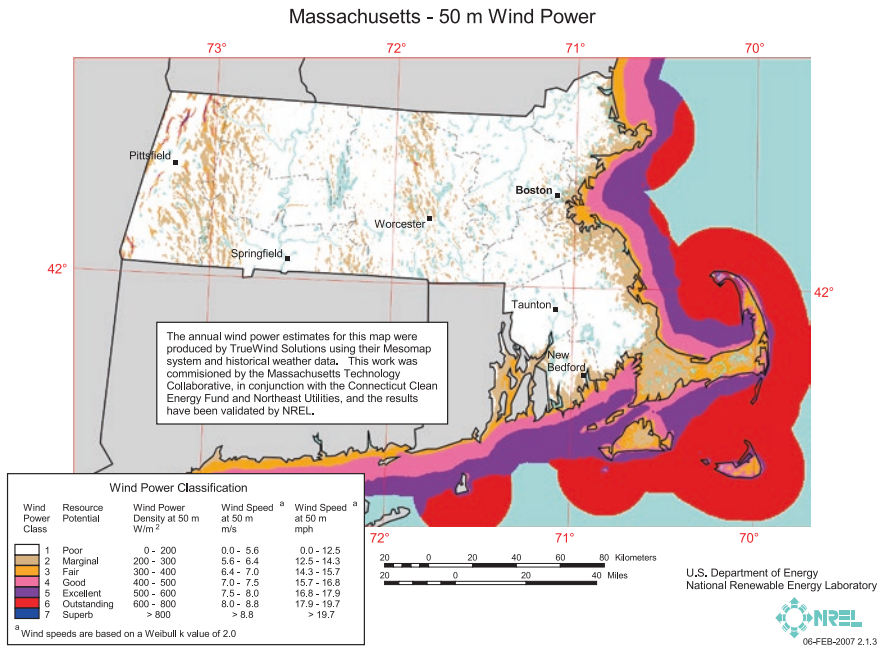 Massachusetts - 50 m Wind Power
73°
72°
71°
70°
Pittsfield
Boston
Worcester
Springfield
42°
42°
Taunton
New
Bedford
The annual wind power estimates for this map were
produced by TrueWind Solutions using their Mesomap
system and historical weather data. This work was
commisioned by the Massachusetts Technology
Collaborative, in conjunction with the Connecticut Clean
Energy Fund and Northeast Utilities, and the results
have been validated by NREL.
72°
71°
70°
Wind Power Classification
Wind Power Class Resource Potential Wind Power Density at 50 m W/m 2 Wind Speed a at 50 m m/s Wind Speed a at 50 m mph
1 Poor 0 - 200 0.0 - 5.6 0.0 - 12.5
2 Marginal 200 - 300 5.6 - 6.4 12.5 - 14.3
3 Fair 300 - 400 6.4 - 7.0 14.3 - 15.7
4 Good 400 - 500 7.0 - 7.5 15.7 - 16.8
5 Excellent 500 - 600 7.5 - 8.0 16.8 - 17.9
6 Outstanding 600 - 800 8.0 - 8.8 17.9 - 19.7
7 Superb > 800 > 8.8 > 19.7
a Wind speeds are based on a Weibull k value of 2.0
20 0 20 40 60 80 Kilometers
20 0 20 40 Miles
U.S. Department of Energy
National Renewable Energy Laboratory
NREL
06-FEB-2007 2.1.3